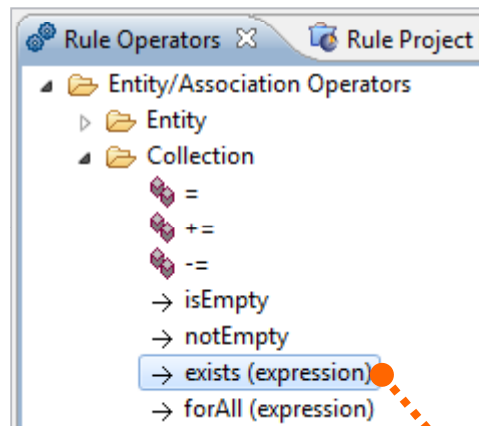 Rule Operators Rule Project
Entity/Association Operators
Entity
Collection
=
+=
-=
→ isEmpty
→ notEmpty
→ exists (expression)
→ forAll (expression)